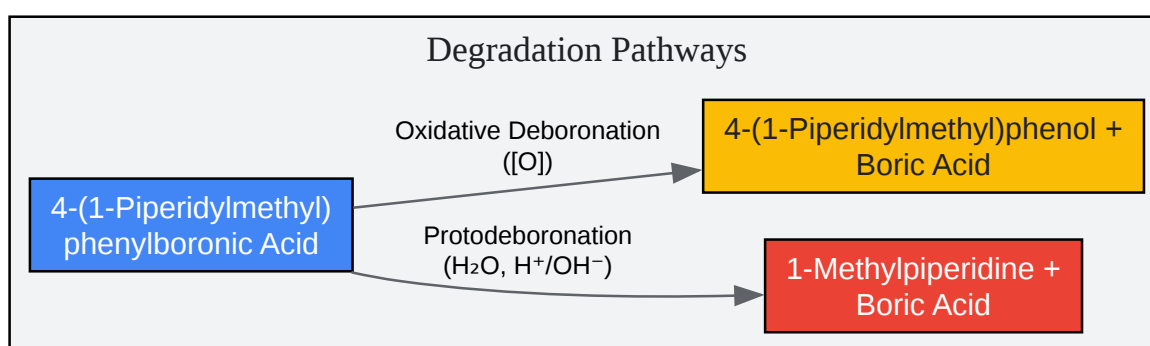 Degradation Pathways
Oxidative Deboronation
([O])
4-(1-Piperidylmethyl)phenol +
Boric Acid
4-(1-Piperidylmethyl)
phenylboronic Acid
Protodeboronation
(H₂O, H⁺/OH⁻)
1-Methylpiperidine +
Boric Acid